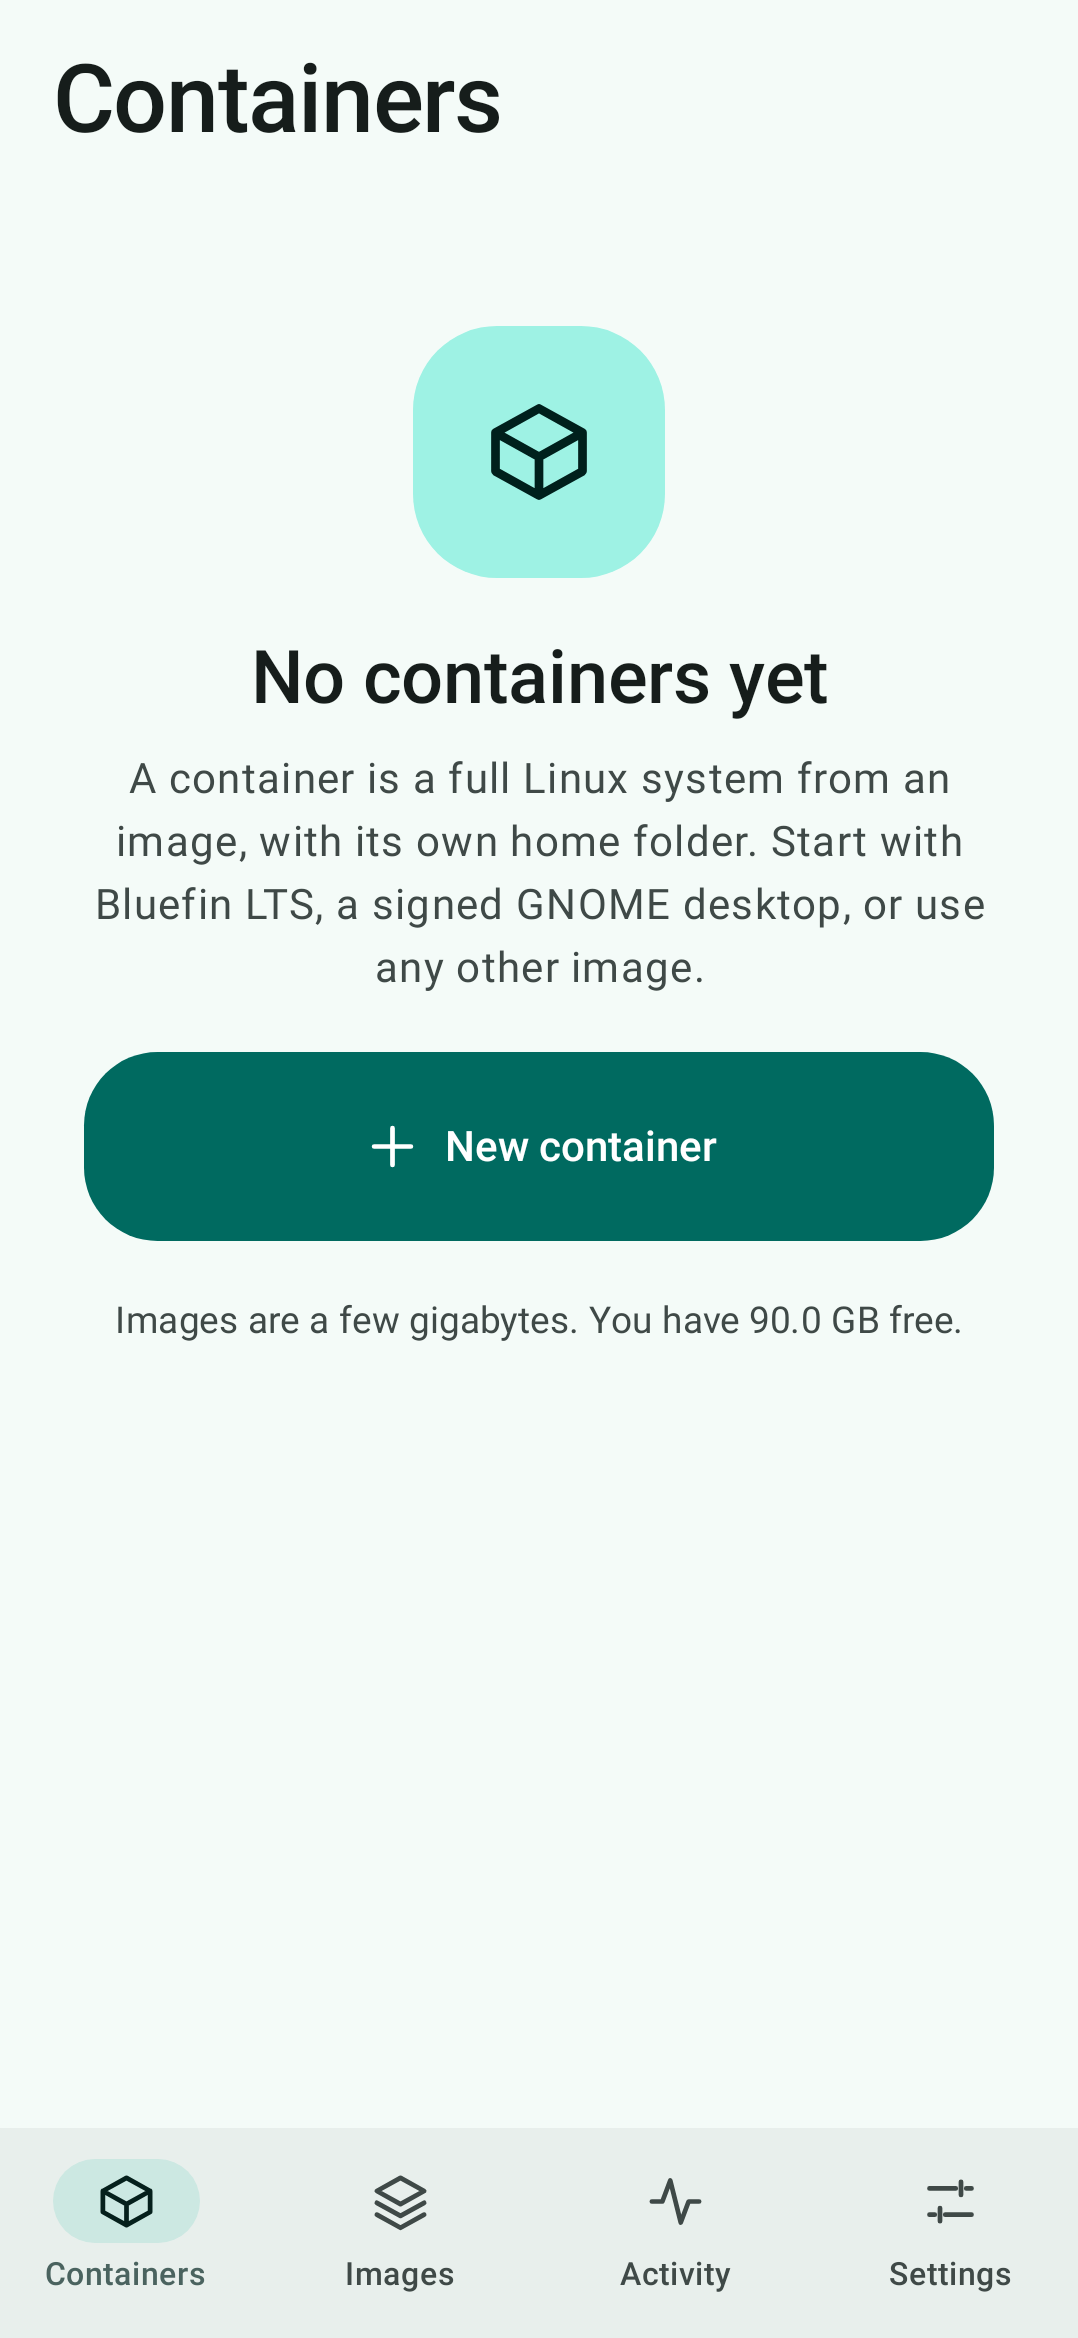 Containers
No containers yet
A container is a full Linux system from an
image, with its own home folder. Start with
Bluefin LTS, a signed GNOME desktop, or use
any other image.
New container
Images are a few gigabytes. You have 90.0 GB free.
Containers
Images
Activity
Settings